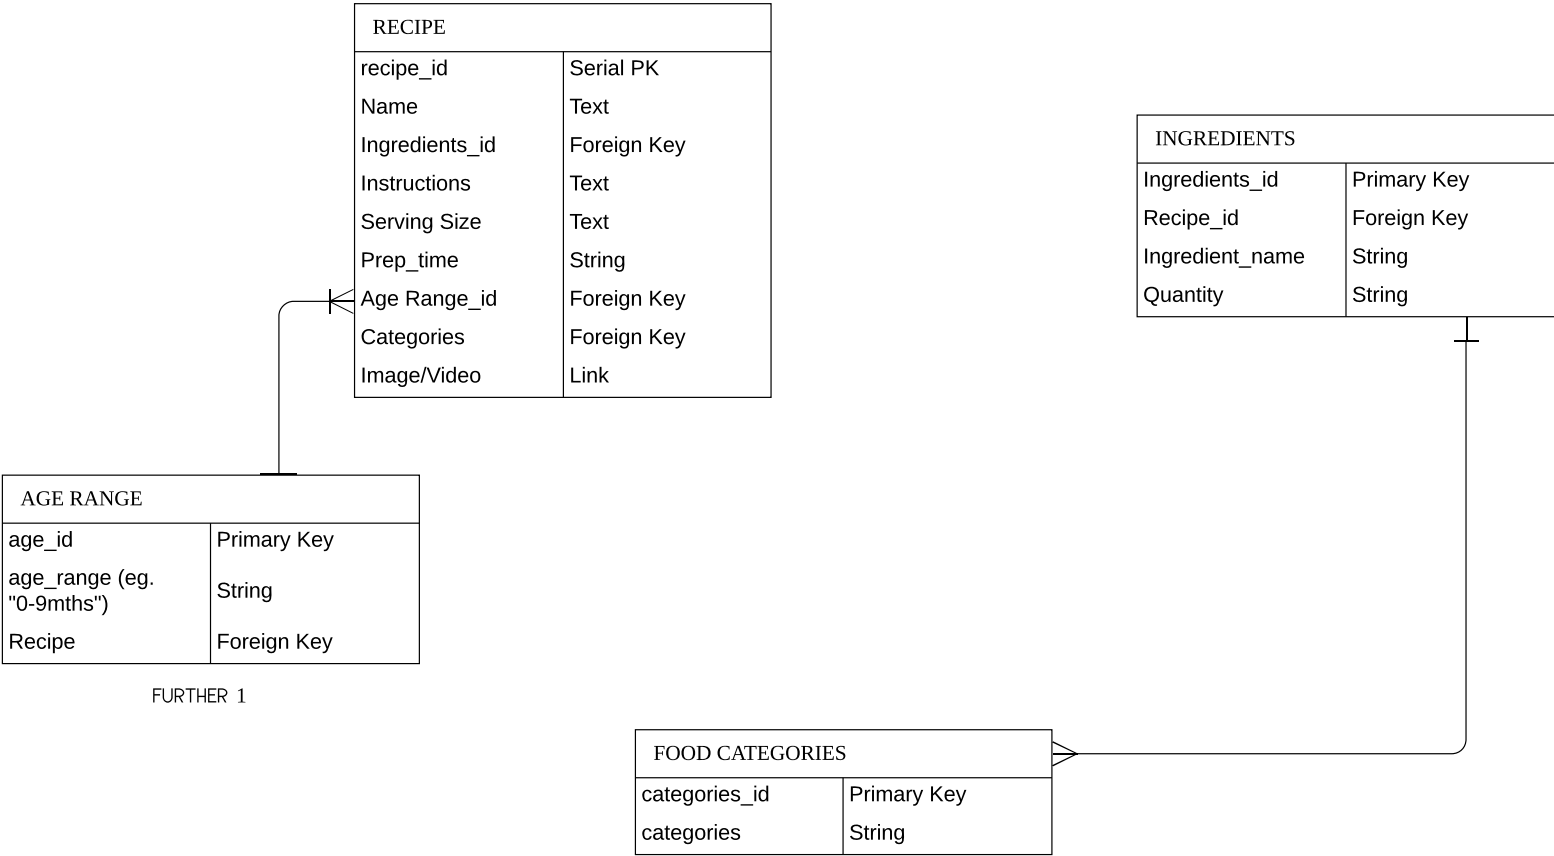 RECIPE
recipe_id Serial PK
Name Text
Ingredients_id Foreign Key
Instructions Text
Serving Size Text
Prep_time String
Age Range_id Foreign Key
Categories Foreign Key
Image/Video Link
INGREDIENTS
Ingredients_id Primary Key
Recipe_id Foreign Key
Ingredient_name String
Quantity String
AGE RANGE
age_id Primary Key
age_range (eg.
"0-9mths") String
Recipe Foreign Key
FURTHER 1
FOOD CATEGORIES
categories_id Primary Key
categories String